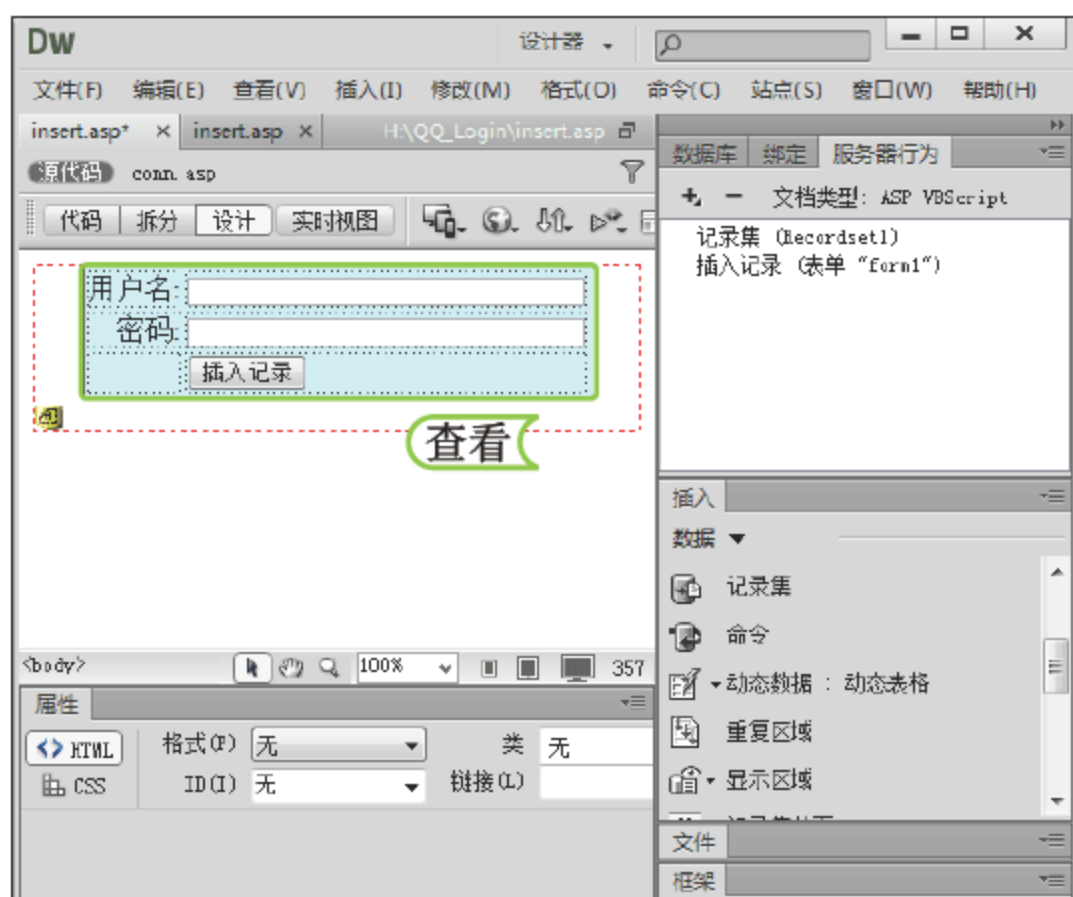 Dw 设计器
文件(F) 编辑(E) 查看(V) 插入(I) 修改(M) 格式(O) 命令(C) 站点(S) 窗口(W) 帮助(H)
insert.asp* × insert.asp × H:\QQ_Login\insert.asp
源代码 conn.asp
代码 拆分 设计 实时视图
数据库 绑定 服务器行为
文档类型: ASP VBScript
记录集 (Recordset1)
插入记录 (表单 “form1”)
用户名:
密码:
插入记录
查看
插入
数据
记录集
命令
动态数据 : 动态表格
重复区域
显示区域
<body> 100% 357
属性
<> HTML 格式(F) 无 类 无
CSS ID(I) 无 链接(L)
文件
框架